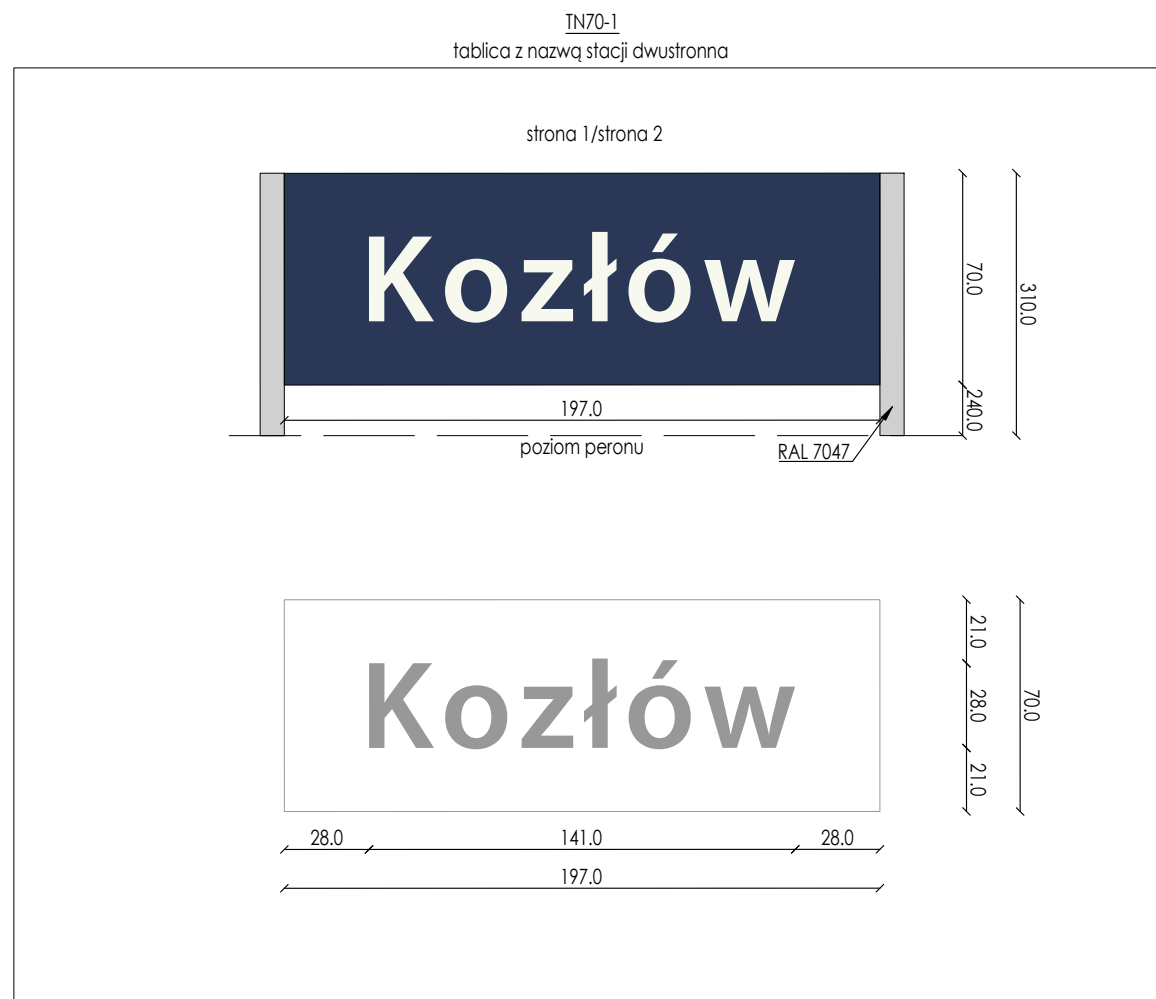 TN70-1
tablica z nazwą stacji dwustronna
strona 1/strona 2
Kozłów
70.0
310.0
240.0
197.0
poziom peronu
RAL 7047
Kozłów
21.0
28.0
70.0
21.0
28.0 141.0 28.0
197.0